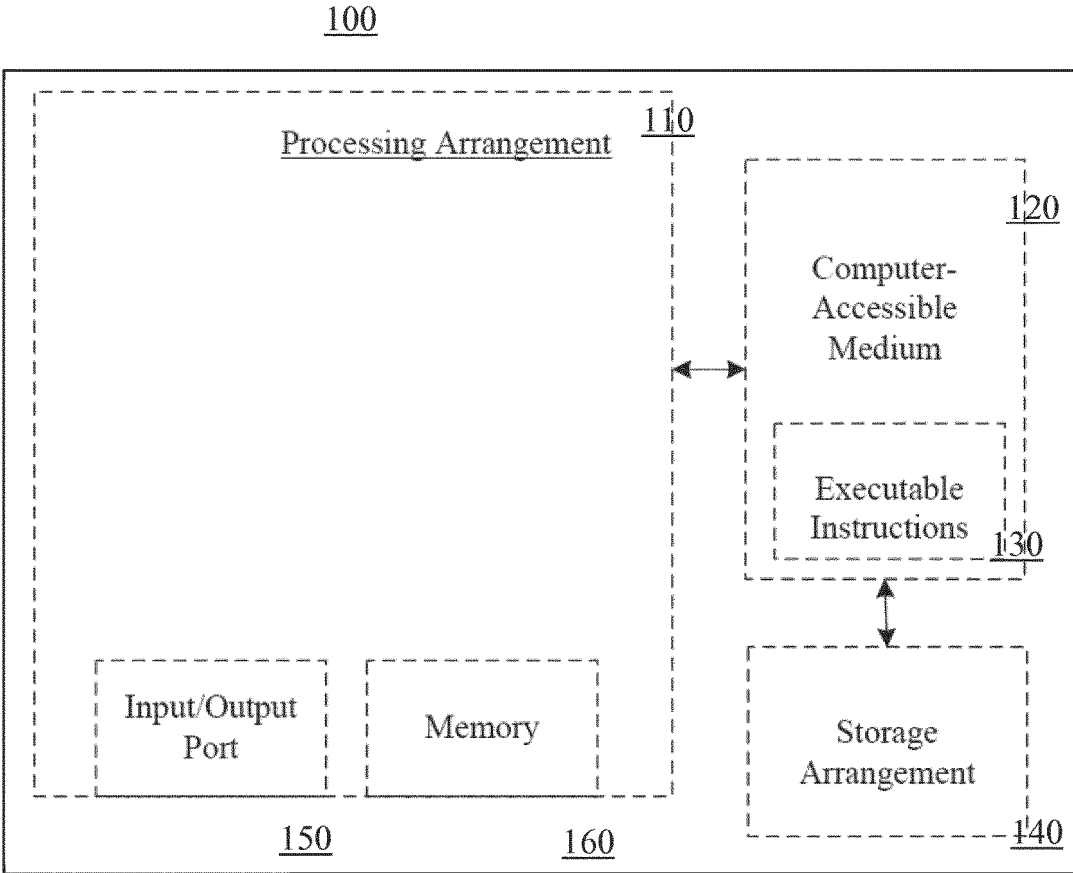 100
Processing Arrangement
110
120
Computer-
Accessible
Medium
Executable
Instructions
130
Input/Output
Port
Memory
Storage
Arrangement
150
160
140